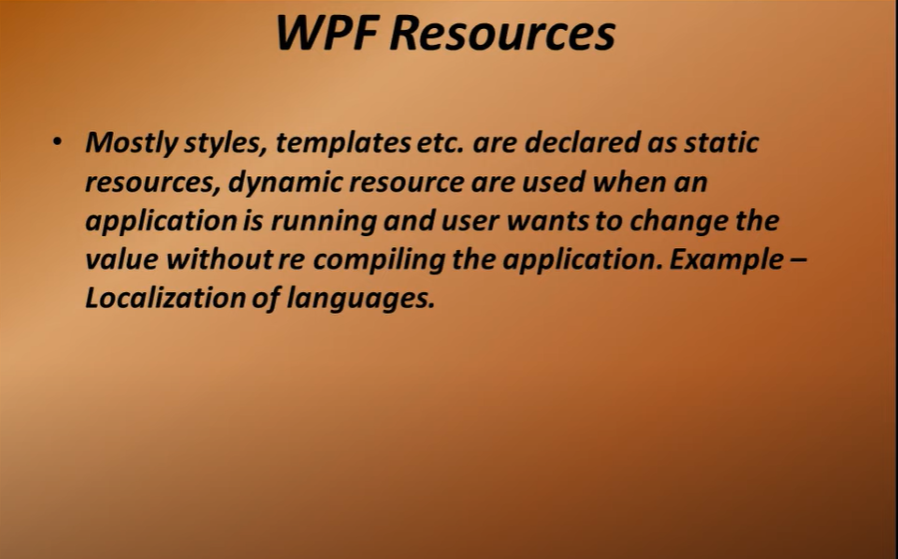 WPF Resources
• Mostly styles, templates etc. are declared as static
resources, dynamic resource are used when an
application is running and user wants to change the
value without re compiling the application. Example –
Localization of languages.